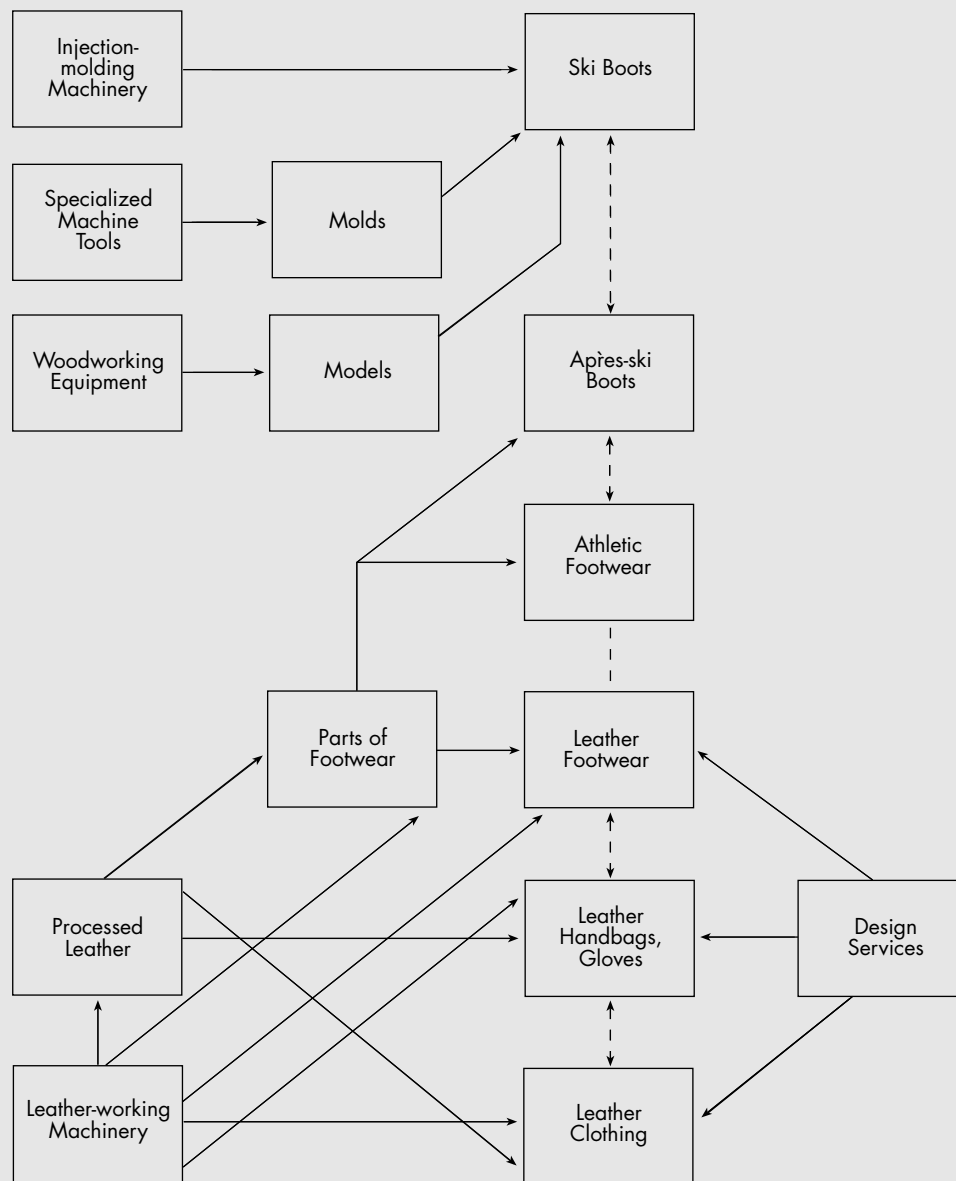 Injection-
molding
Machinery
Ski Boots
Specialized
Machine
Tools
Molds
Woodworking
Equipment
Models
Après-ski
Boots
Athletic
Footwear
Parts of
Footwear
Leather
Footwear
Processed
Leather
Leather
Handbags,
Gloves
Design
Services
Leather-working
Machinery
Leather
Clothing